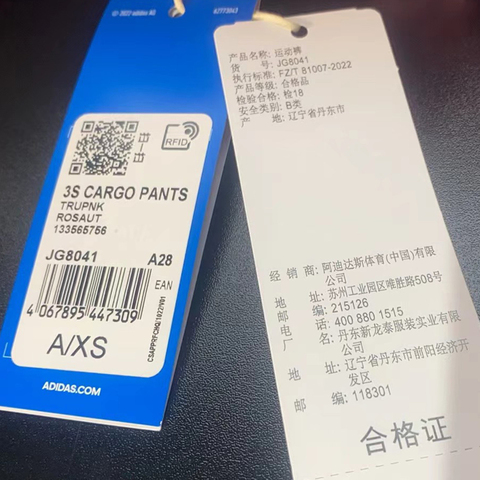 © 2022 adidas AG
62773043
RFID
3S CARGO PANTS
TRUPNK
ROSAUT
133565756
JG8041
A28
EAN
4 067895 447309
A/XS
ADIDAS.COM
产品名称: 运动裤
货 号: JG8041
执行标准: FZ/T 81007-2022
产品等级: 合格品
检验合格: 检18
安全类别: B类
产 地: 辽宁省丹东市
经 销 商: 阿迪达斯体育(中国)有限
公司
地 址: 苏州工业园区唯胜路508号
邮 编: 215126
电 话: 400 880 1515
厂 名: 丹东新龙泰服装实业有限
公司
地 址: 辽宁省丹东市前阳经济开
发区
邮 编: 118301
合格证